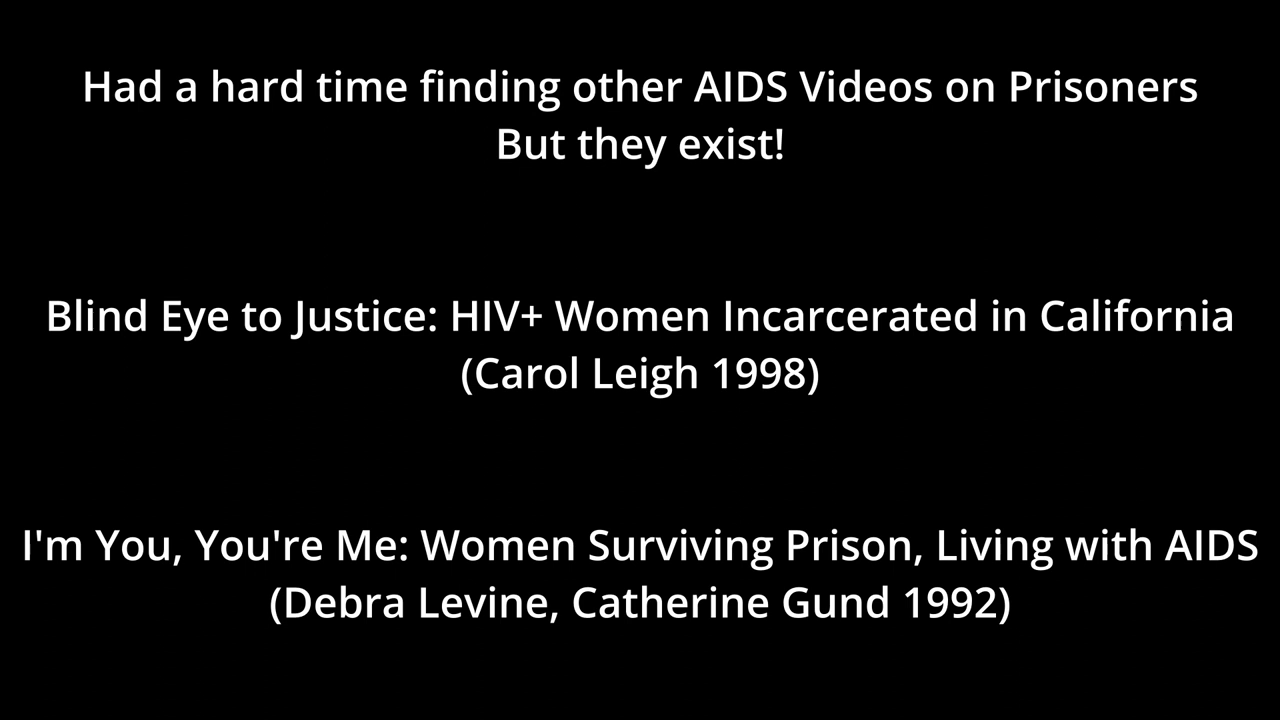 Had a hard time finding other AIDS Videos on Prisoners
But they exist!
Blind Eye to Justice: HIV+ Women Incarcerated in California
(Carol Leigh 1998)
I'm You, You're Me: Women Surviving Prison, Living with AIDS
(Debra Levine, Catherine Gund 1992)